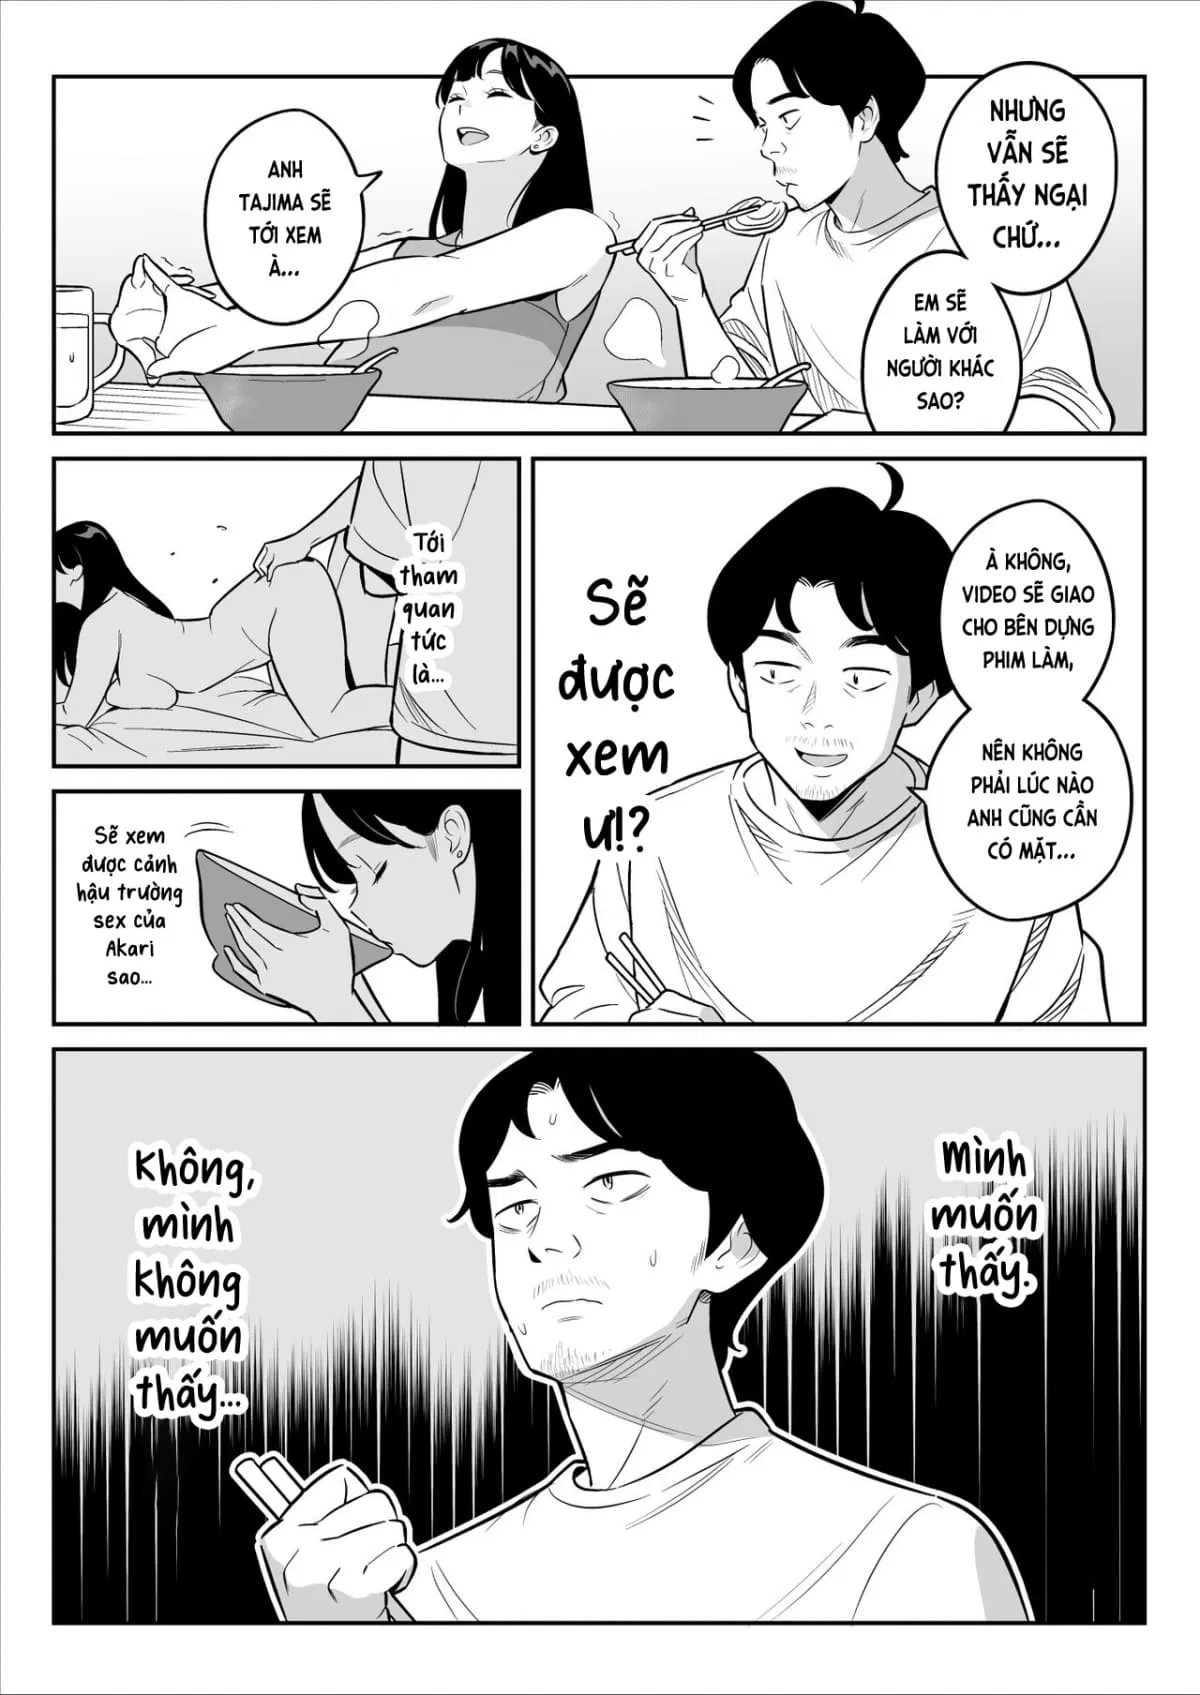 NHƯNG
VẪN SẼ
THẤY NGẠI
CHỨ...
EM SẼ
LÀM VỚI
NGƯỜI KHÁC
SAO?
ANH
TAJIMA SẼ
TỚI XEM
À...
À KHÔNG,
VIDEO SẼ GIAO
CHO BÊN DỰNG
PHIM LÀM,
NÊN KHÔNG
PHẢI LÚC NÀO
ANH CŨNG CẦN
CÓ MẶT...
Sẽ
được
xem
ư!?
Tới
tham
quan
tức
là...
Sẽ xem
được cảnh
hậu trường
sex của
Akari
sao...
Mình
muốn
thấy.
Không,
mình
không
muốn
thấy...